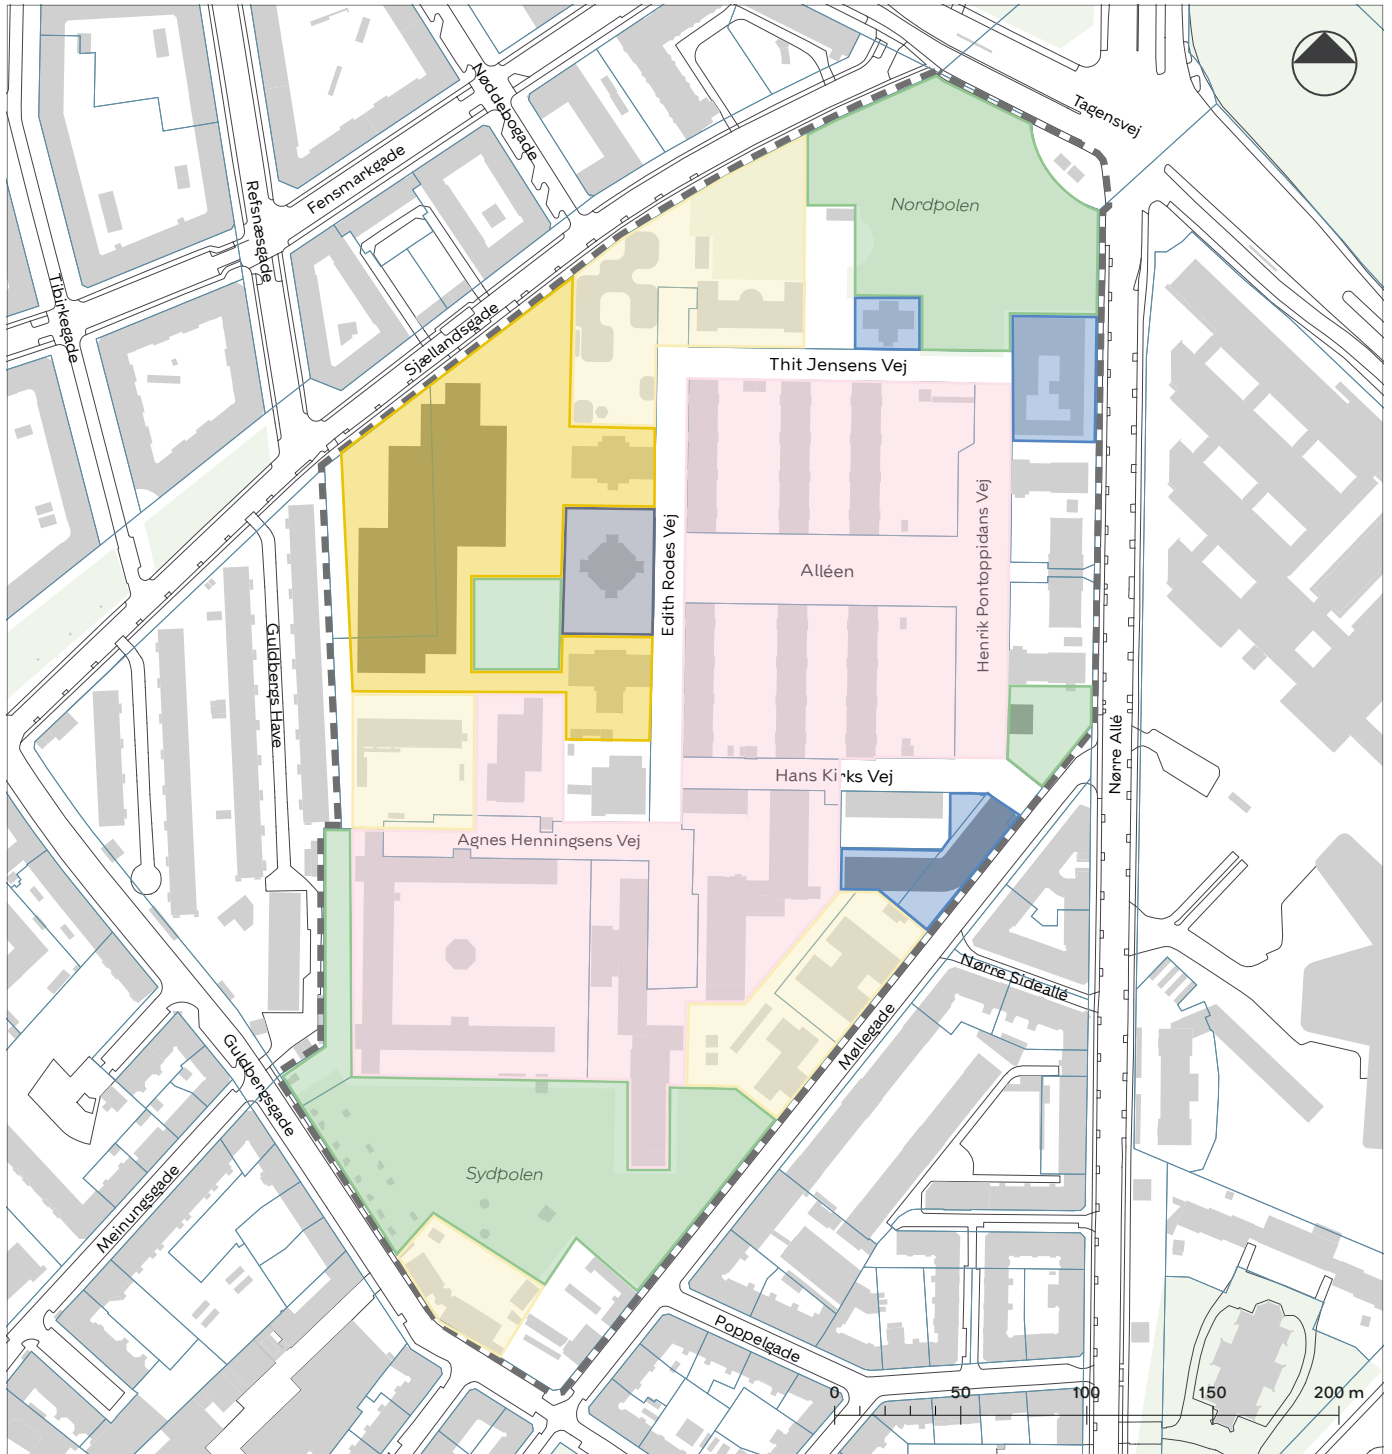 Tagensvej
Nøddebogade
Fensmarkgade
Refsnæsgade
Nordpolen
Tibirkegade
Sjællandsgade
Thit Jensens Vej
Edith Rodes Vej
Alléen
Henrik Pontoppidans Vej
Guldbergs Have
Nørre Allé
Hans Kirks Vej
Agnes Henningsens Vej
Nørre Sideallé
Møllegade
Guldbergsgade
Sydpolen
Meinungsgade
Poppelgade
0 50 100 150 200 m